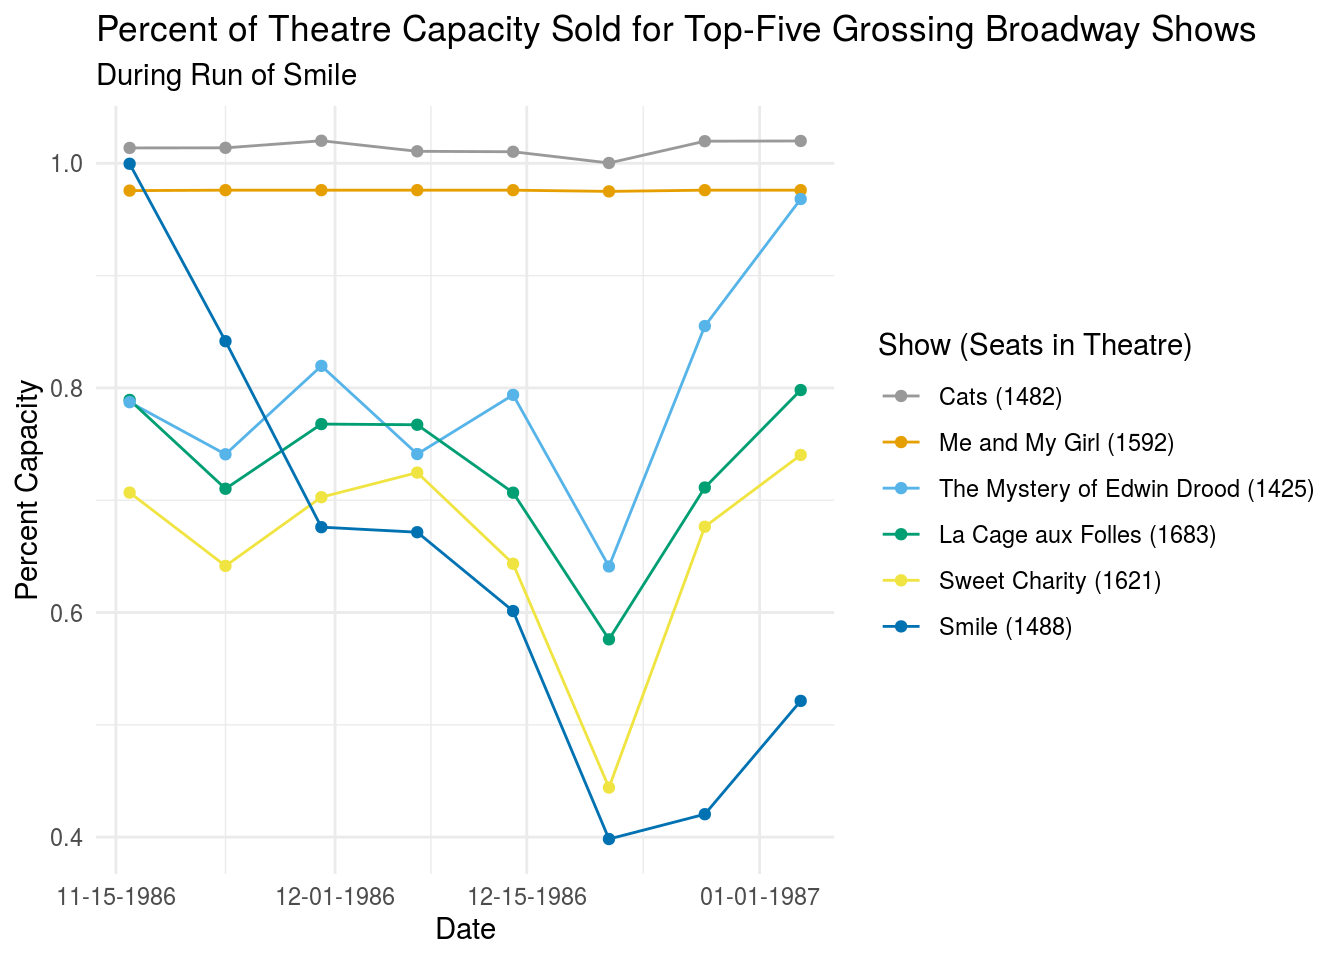 Percent of Theatre Capacity Sold for Top-Five Grossing Broadway Shows
During Run of Smile
Percent Capacity
1.0
0.8
0.6
0.4
11-15-1986
12-01-1986
12-15-1986
01-01-1987
Date
Show (Seats in Theatre)
Cats (1482)
Me and My Girl (1592)
The Mystery of Edwin Drood (1425)
La Cage aux Folles (1683)
Sweet Charity (1621)
Smile (1488)